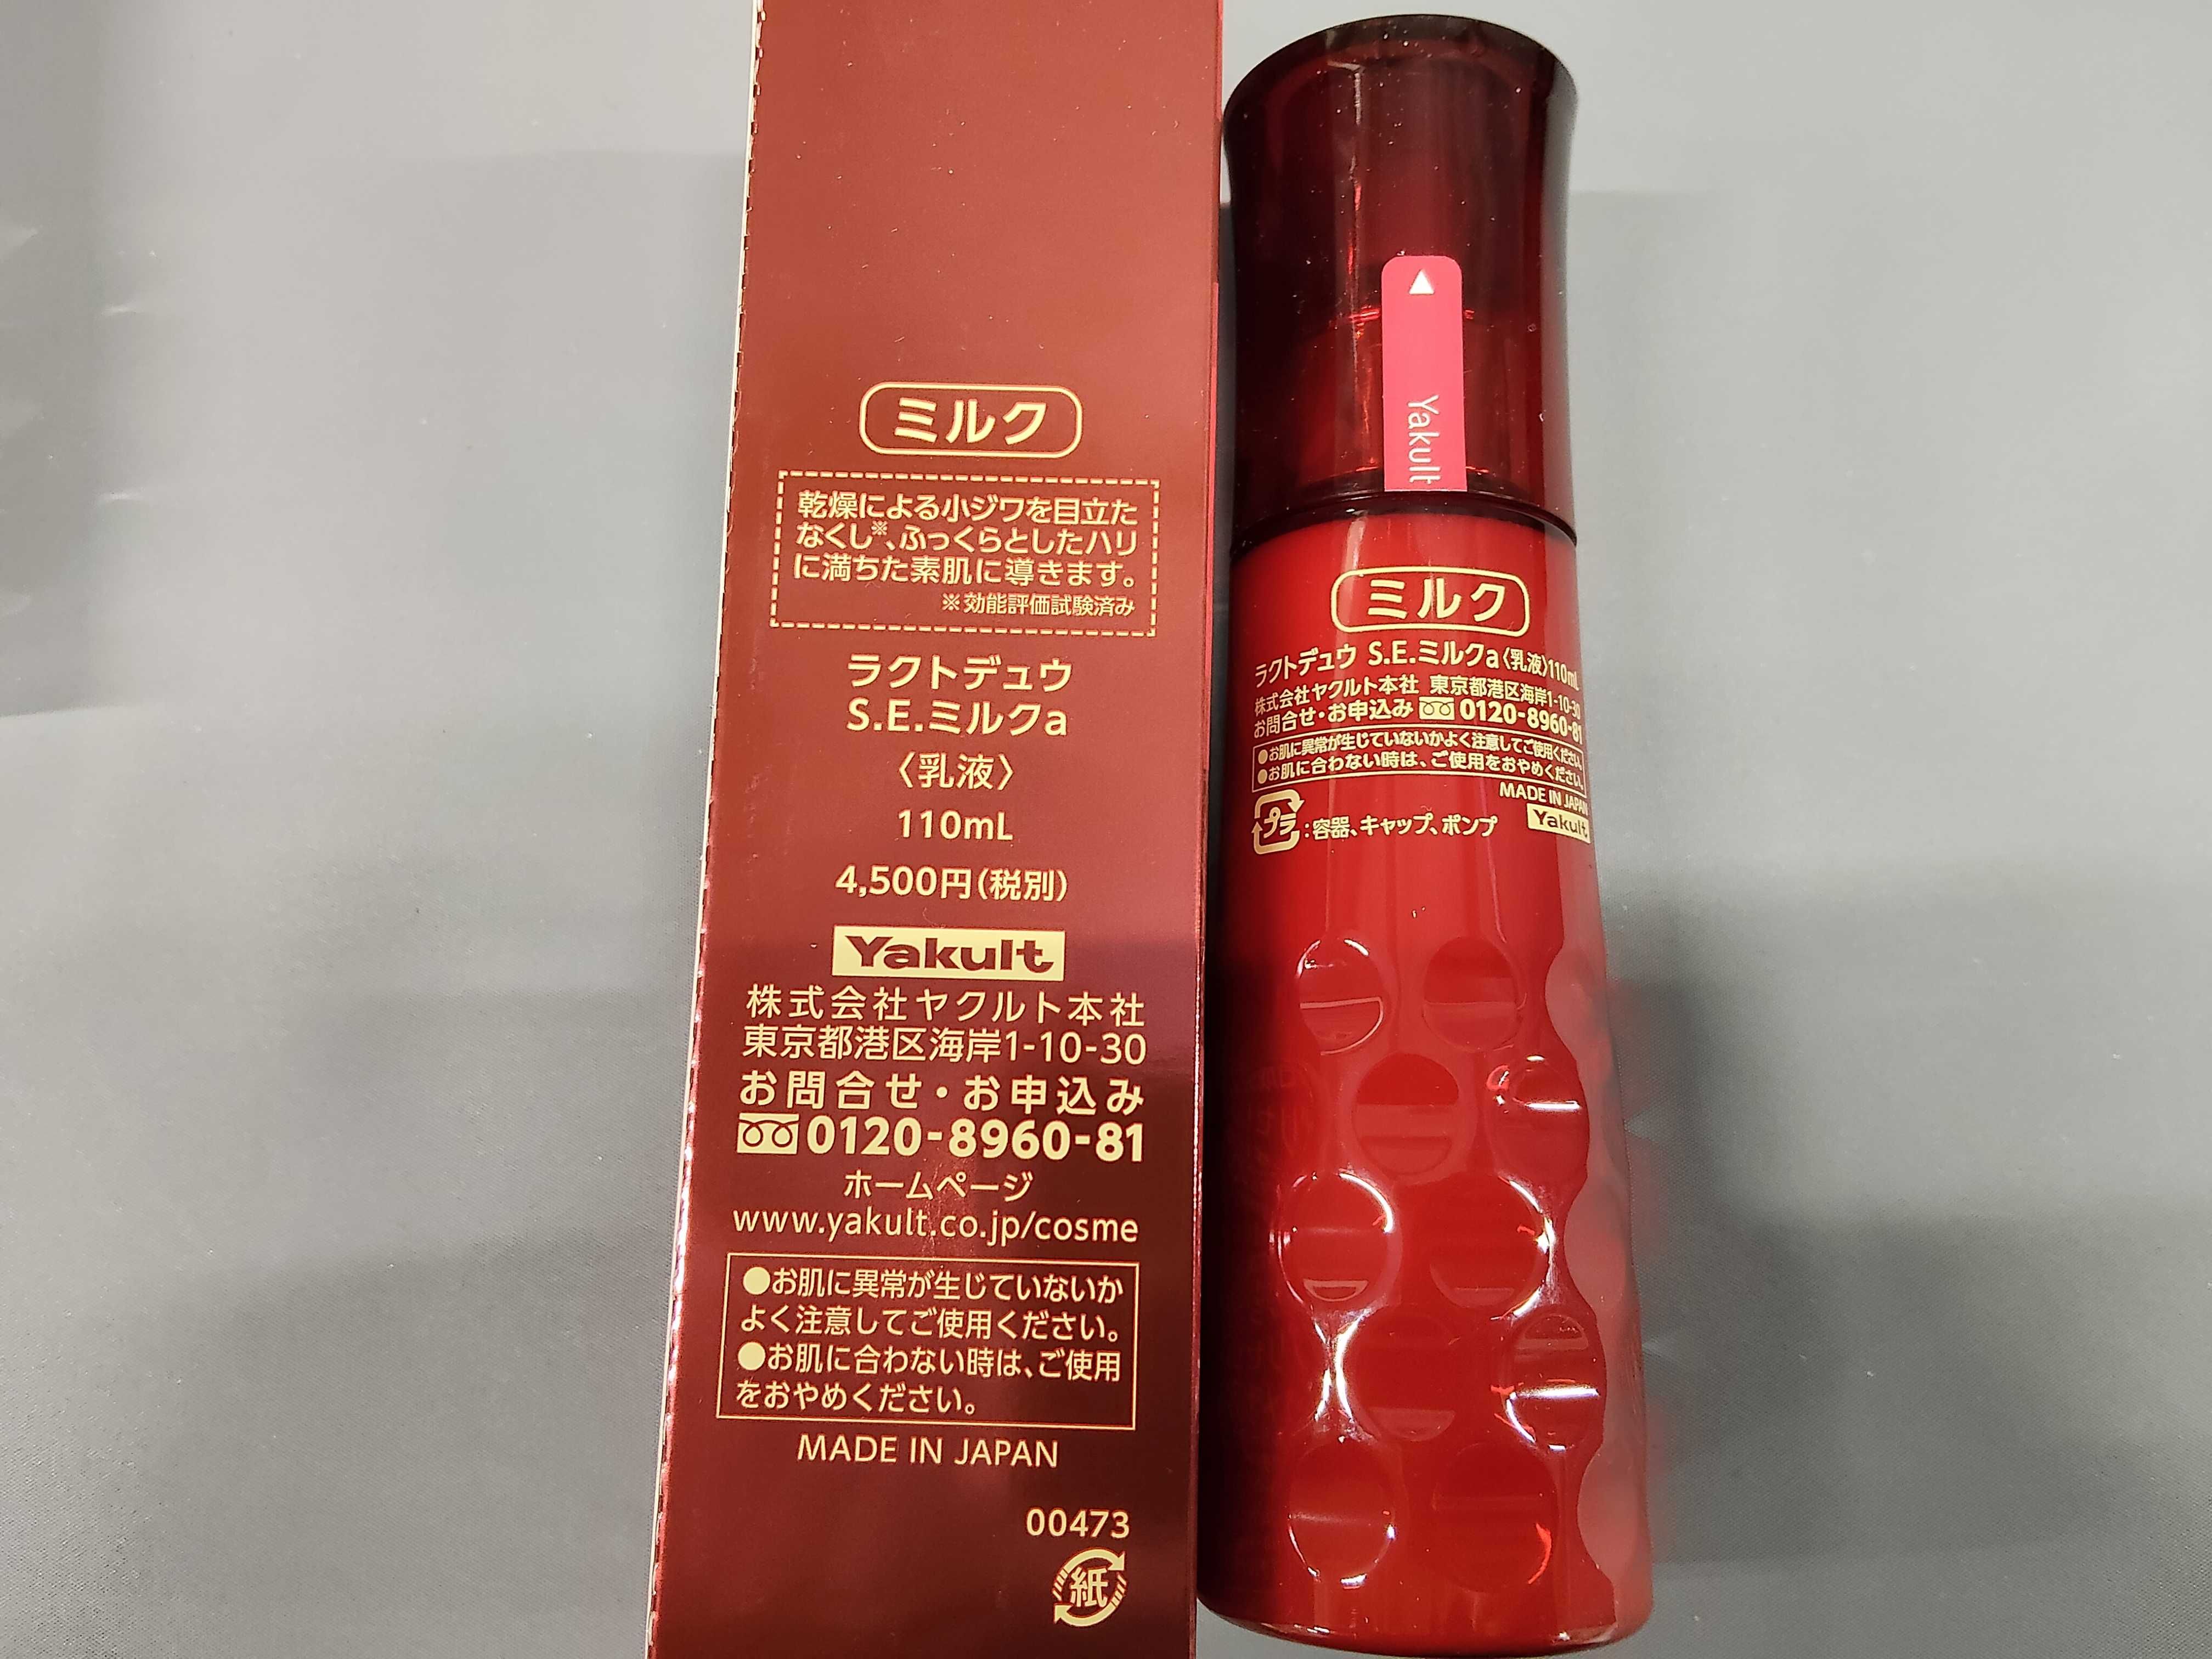 ミルク
乾燥による小ジワを目立た
なくし※、ふっくらとしたハリ
に満ちた素肌に導きます。
※効能評価試験済み
ラクトデュウ
S.E.ミルクa
〈乳液〉
110mL
4,500円(税別)
Yakult
株式会社ヤクルト本社
東京都港区海岸1-10-30
お問合せ・お申込み
0120-8960-81
ホームページ
www.yakult.co.jp/cosme
●お肌に異常が生じていないか
よく注意してご使用ください。
●お肌に合わない時は、ご使用
をおやめください。
MADE IN JAPAN
00473
紙
Yakult
ミルク
ラクトデュウ S.E.ミルクa〈乳液〉110mL
株式会社ヤクルト本社 東京都港区海岸1-10-30
お問合せ・お申込み 0120-8960-81
●お肌に異常が生じていないかよく注意してご使用ください。
●お肌に合わない時は、ご使用をおやめください。
MADE IN JAPAN
プラ:容器、キャップ、ポンプ
Yakult